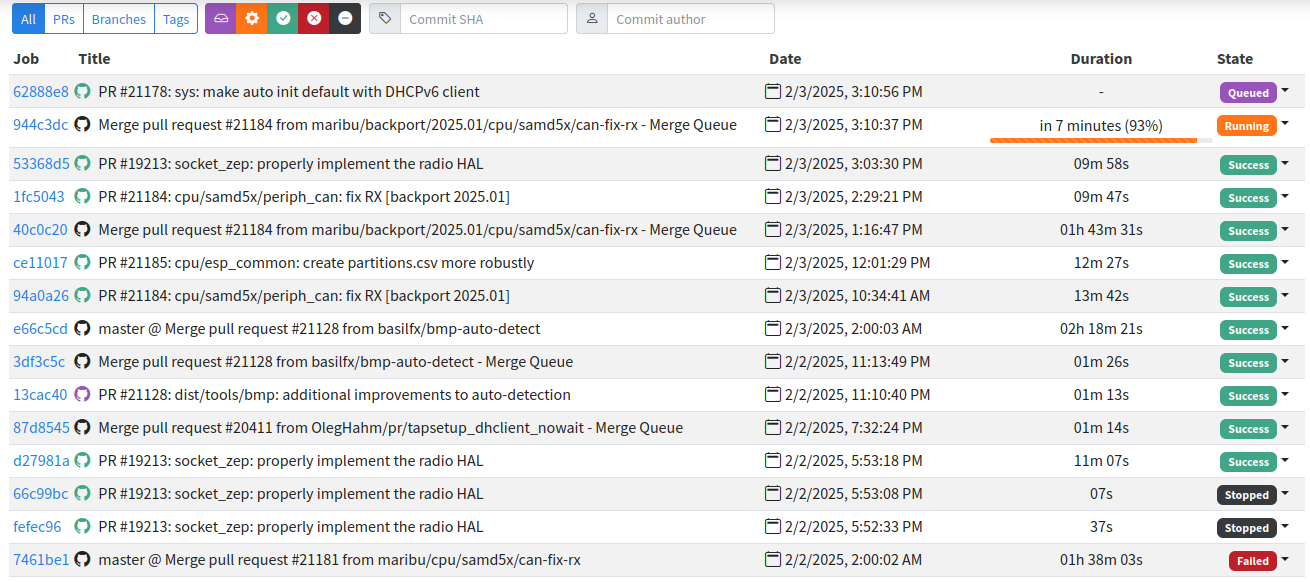 All PRs Branches Tags Commit SHA Commit author
Job Title Date Duration State
62888e8 PR #21178: sys: make auto init default with DHCPv6 client 2/3/2025, 3:10:56 PM - Queued
944c3dc Merge pull request #21184 from maribu/backport/2025.01/cpu/samd5x/can-fix-rx - Merge Queue 2/3/2025, 3:10:37 PM in 7 minutes (93%) Running
53368d5 PR #19213: socket_zep: properly implement the radio HAL 2/3/2025, 3:03:30 PM 09m 58s Success
1fc5043 PR #21184: cpu/samd5x/periph_can: fix RX [backport 2025.01] 2/3/2025, 2:29:21 PM 09m 47s Success
40c0c20 Merge pull request #21184 from maribu/backport/2025.01/cpu/samd5x/can-fix-rx - Merge Queue 2/3/2025, 1:16:47 PM 01h 43m 31s Success
ce11017 PR #21185: cpu/esp_common: create partitions.csv more robustly 2/3/2025, 12:01:29 PM 12m 27s Success
94a0a26 PR #21184: cpu/samd5x/periph_can: fix RX [backport 2025.01] 2/3/2025, 10:34:41 AM 13m 42s Success
e66c5cd master @ Merge pull request #21128 from basilfx/bmp-auto-detect 2/3/2025, 2:00:03 AM 02h 18m 21s Success
3df3c5c Merge pull request #21128 from basilfx/bmp-auto-detect - Merge Queue 2/2/2025, 11:13:49 PM 01m 26s Success
13cac40 PR #21128: dist/tools/bmp: additional improvements to auto-detection 2/2/2025, 11:10:40 PM 01m 13s Success
87d8545 Merge pull request #20411 from OlegHahm/pr/tapsetup_dhclient_nowait - Merge Queue 2/2/2025, 7:32:24 PM 01m 14s Success
d27981a PR #19213: socket_zep: properly implement the radio HAL 2/2/2025, 5:53:18 PM 11m 07s Success
66c99bc PR #19213: socket_zep: properly implement the radio HAL 2/2/2025, 5:53:08 PM 07s Stopped
fefec96 PR #19213: socket_zep: properly implement the radio HAL 2/2/2025, 5:52:33 PM 37s Stopped
7461be1 master @ Merge pull request #21181 from maribu/cpu/samd5x/can-fix-rx 2/2/2025, 2:00:02 AM 01h 38m 03s Failed